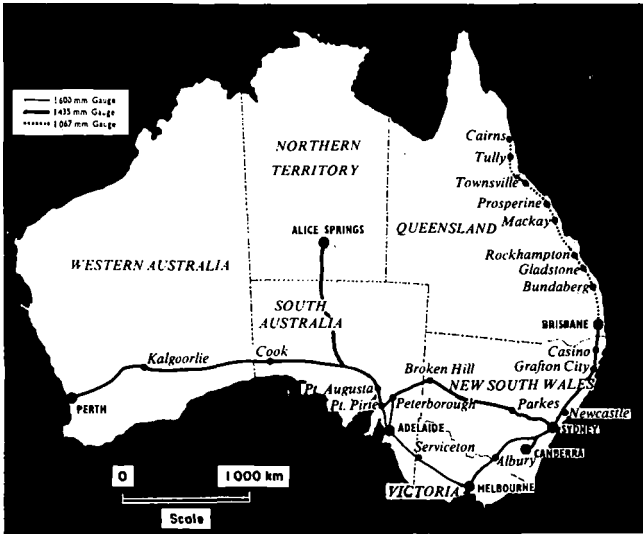 1600 mm Gauge
1435 mm Gauge
1067 mm Gauge
NORTHERN
TERRITORY
Cairns
Tully
Townsville
Prosperine
Mackay
ALICE SPRINGS
QUEENSLAND
WESTERN AUSTRALIA
Rockhampton
Gladstone
Bundaberg
SOUTH
AUSTRALIA
BRISBANE
Kalgoorlie
Cook
Casino
Grafton City
Broken Hill
NEW SOUTH WALES
Pt. Augusta
Pt. Pirie
Peterborough
Parkes
Newcastle
PERTH
ADELAIDE
SYDNEY
Serviceton
Albury
CANBERRA
VICTORIA
MELBOURNE
0
1000 km
Scale